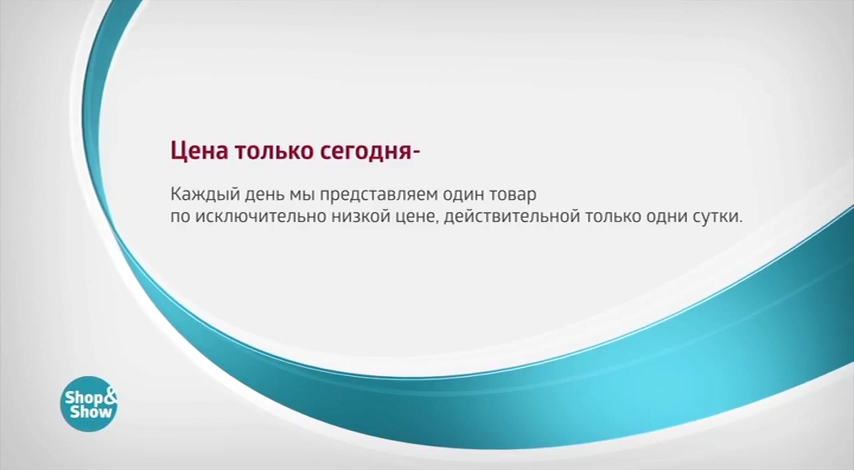 Цена только сегодня-
Каждый день мы представляем один товар
по исключительно низкой цене, действительной только одни сутки.
Shop&
Show